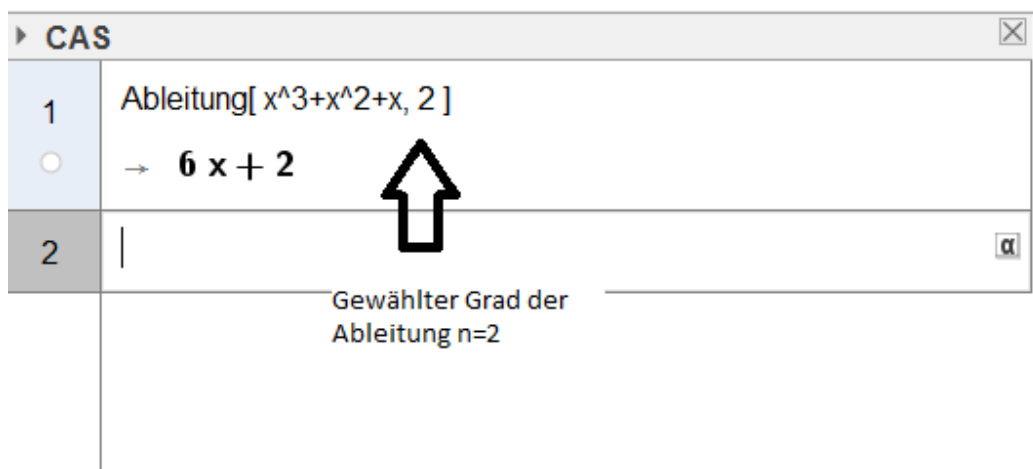 CAS
1
Ableitung[ x^3+x^2+x, 2 ]
→ 6 x + 2
2
α
Gewählter Grad der
Ableitung n=2